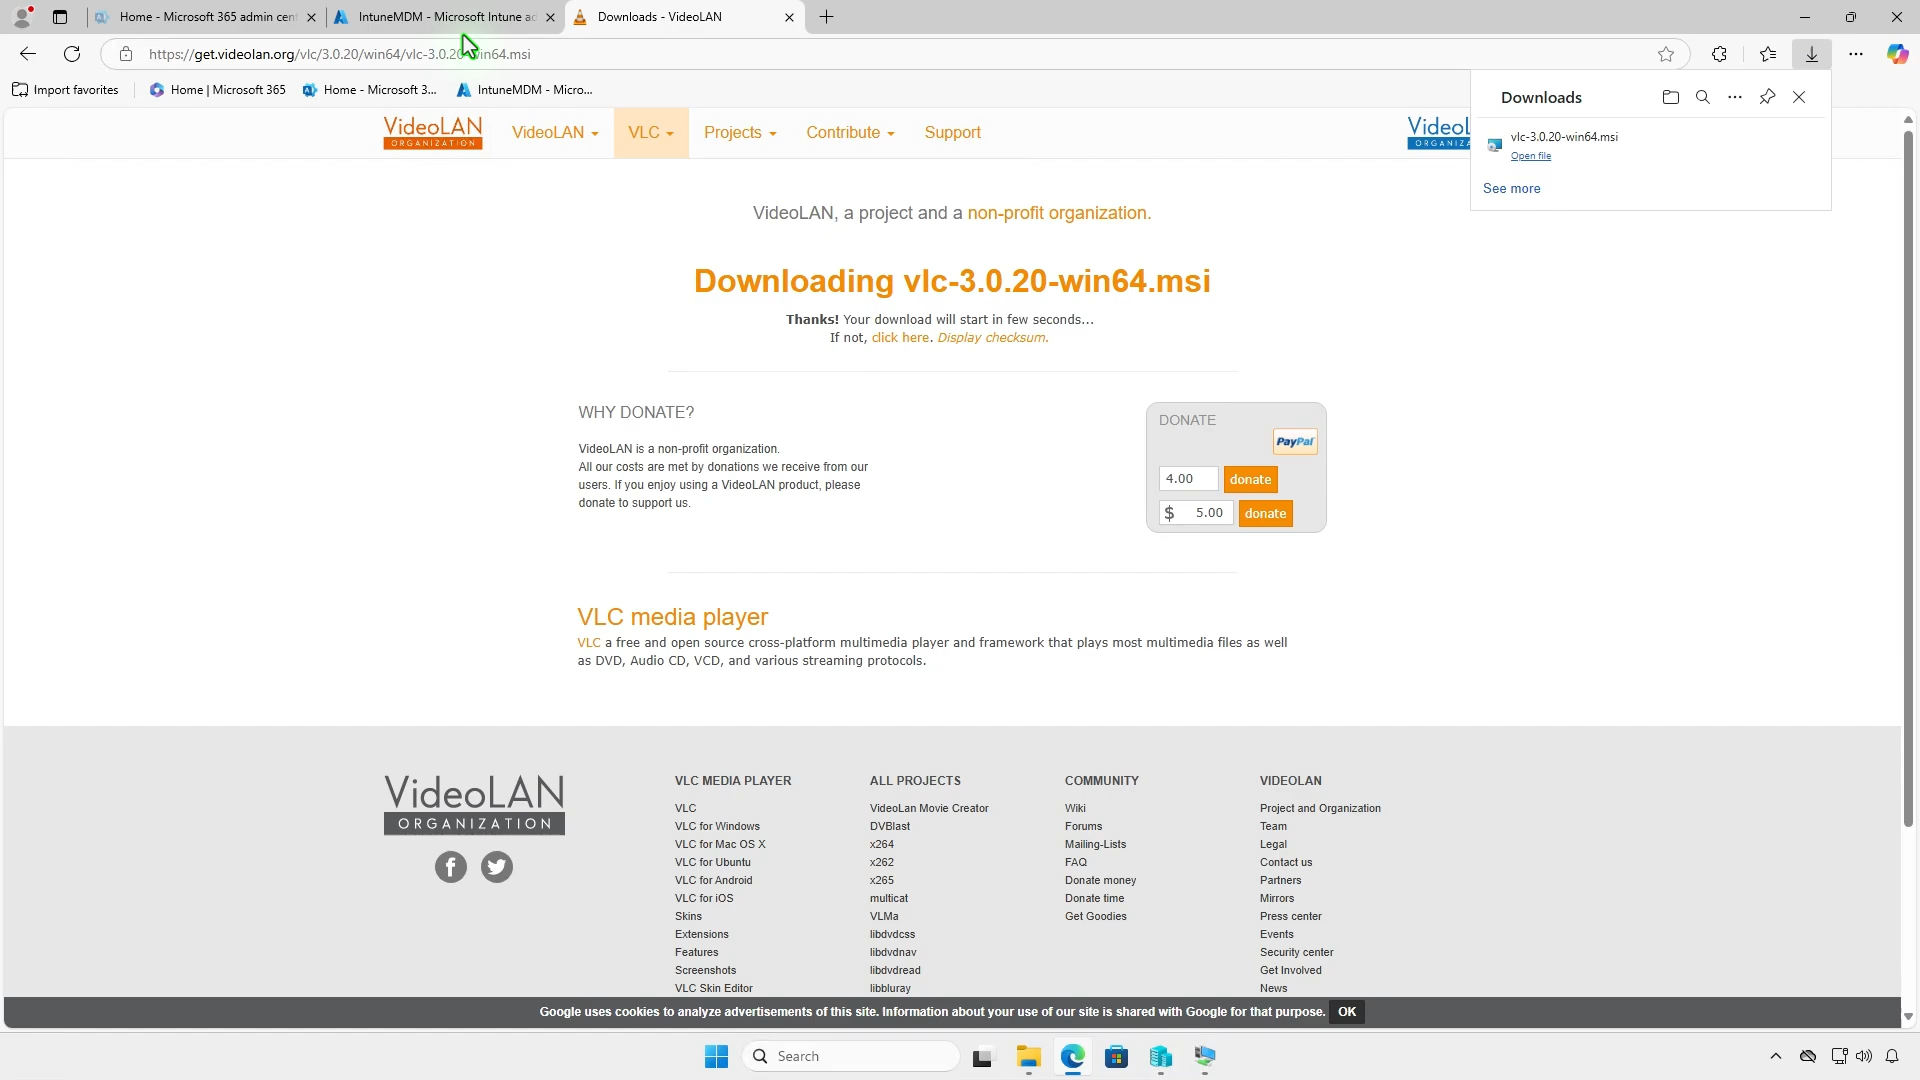 Home - Microsoft 365 admin cen
IntuneMDM - Microsoft Intune ad
Downloads - VideoLAN
https://get.videolan.org/vlc/3.0.20/win64/vlc-3.0.20-win64.msi
Import favorites
Home | Microsoft 365
Home - Microsoft 3...
IntuneMDM - Micro...
VideoLAN
ORGANIZATION
VideoLAN
VLC
Projects
Contribute
Support
VideoL
ORGANIZA
Downloads
vlc-3.0.20-win64.msi
Open file
See more
VideoLAN, a project and a non-profit organization.
Downloading vlc-3.0.20-win64.msi
Thanks! Your download will start in few seconds...
If not, click here. Display checksum.
WHY DONATE?
VideoLAN is a non-profit organization.
All our costs are met by donations we receive from our
users. If you enjoy using a VideoLAN product, please
donate to support us.
DONATE
PayPal
4.00 donate
$ 5.00 donate
VLC media player
VLC a free and open source cross-platform multimedia player and framework that plays most multimedia files as well
as DVD, Audio CD, VCD, and various streaming protocols.
VideoLAN
ORGANIZATION
VLC MEDIA PLAYER
VLC
VLC for Windows
VLC for Mac OS X
VLC for Ubuntu
VLC for Android
VLC for iOS
Skins
Extensions
Features
Screenshots
VLC Skin Editor
ALL PROJECTS
VideoLan Movie Creator
DVBlast
x264
x262
x265
multicat
VLMa
libdvdcss
libdvdnav
libdvdread
libbluray
COMMUNITY
Wiki
Forums
Mailing-Lists
FAQ
Donate money
Donate time
Get Goodies
VIDEOLAN
Project and Organization
Team
Legal
Contact us
Partners
Mirrors
Press center
Events
Security center
Get Involved
News
Google uses cookies to analyze advertisements of this site. Information about your use of our site is shared with Google for that purpose. OK
Search